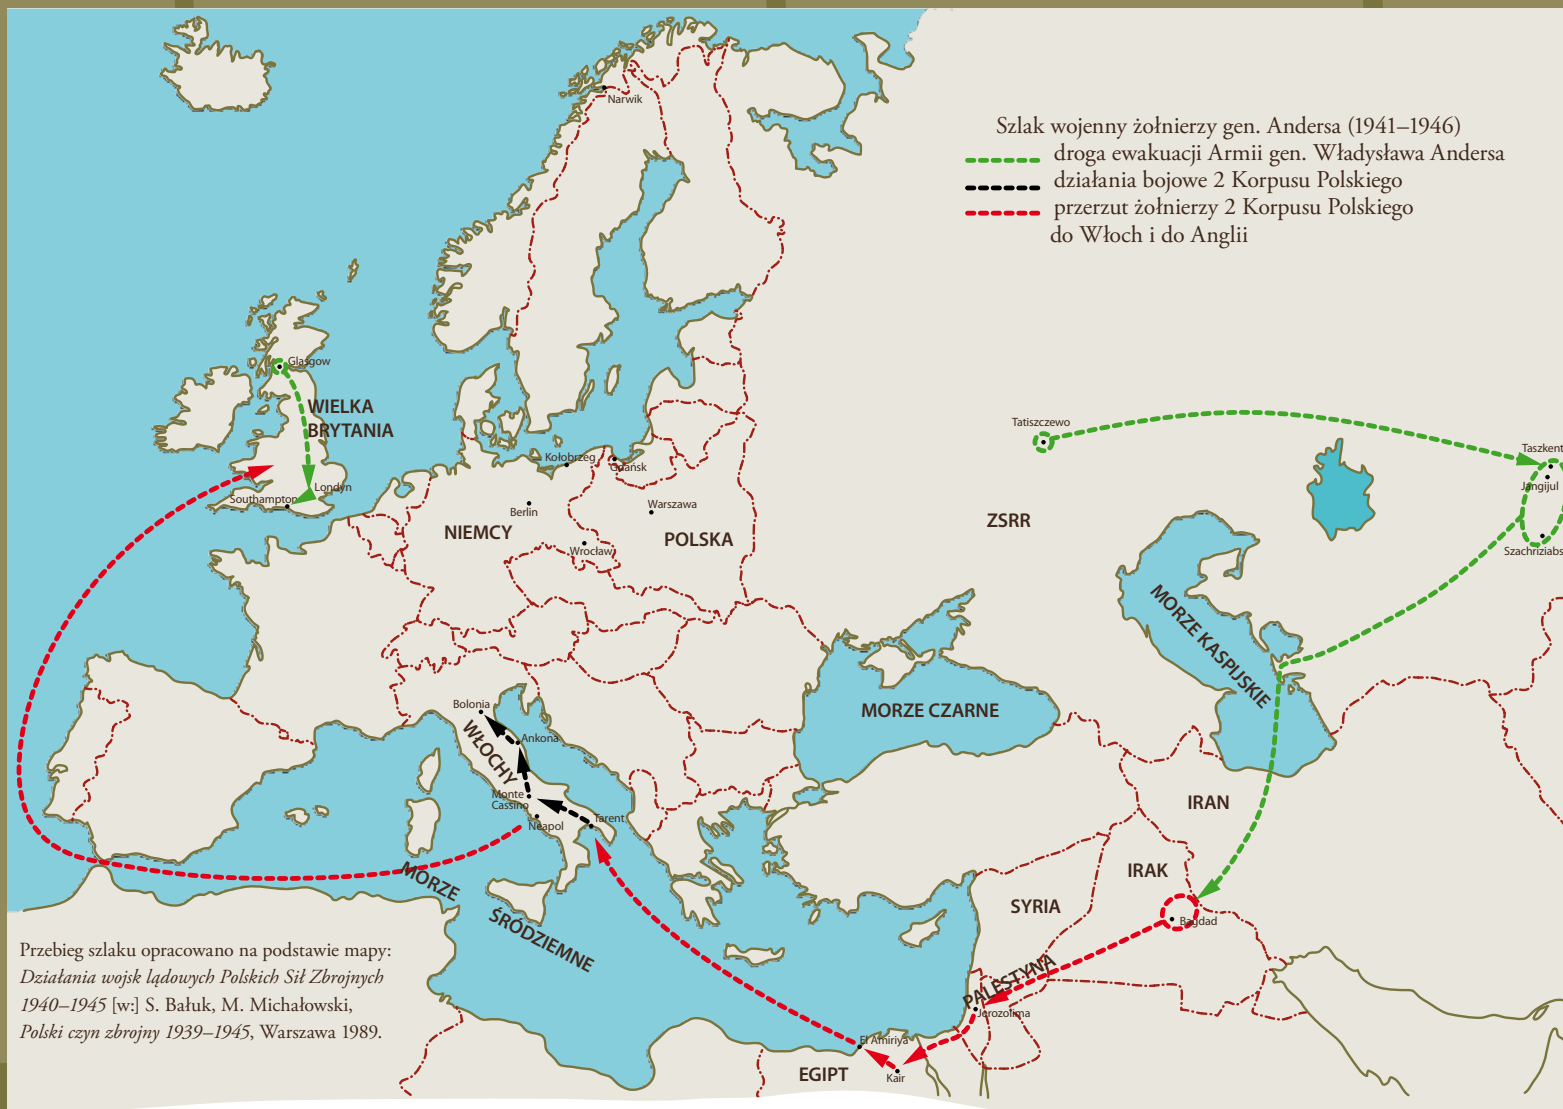 Narwik
Szlak wojenny żołnierzy gen. Andersa (1941–1946)
droga ewakuacji Armii gen. Władysława Andersa
działania bojowe 2 Korpusu Polskiego
przerzut żołnierzy 2 Korpusu Polskiego
do Włoch i do Anglii
Glasgow
WIELKA
BRYTANIA
Londyn
Southampton
Kołobrzeg
Gdańsk
Berlin
Warszawa
NIEMCY
POLSKA
Wrocław
Tatiszczewo
Taszkent
Jangijul
Szachriziabs
ZSRR
MORZE KASPIJSKIE
MORZE CZARNE
Bolonia
WŁOCHY
Ankona
Monte
Cassino
Neapol
Tarent
IRAN
IRAK
SYRIA
Bagdad
MORZE
ŚRÓDZIEMNE
PALESTYNA
Jerozolima
El Amiriya
Kair
EGIPT
Przebieg szlaku opracowano na podstawie mapy:
Działania wojsk lądowych Polskich Sił Zbrojnych
1940–1945 [w:] S. Bałuk, M. Michałowski,
Polski czyn zbrojny 1939–1945, Warszawa 1989.